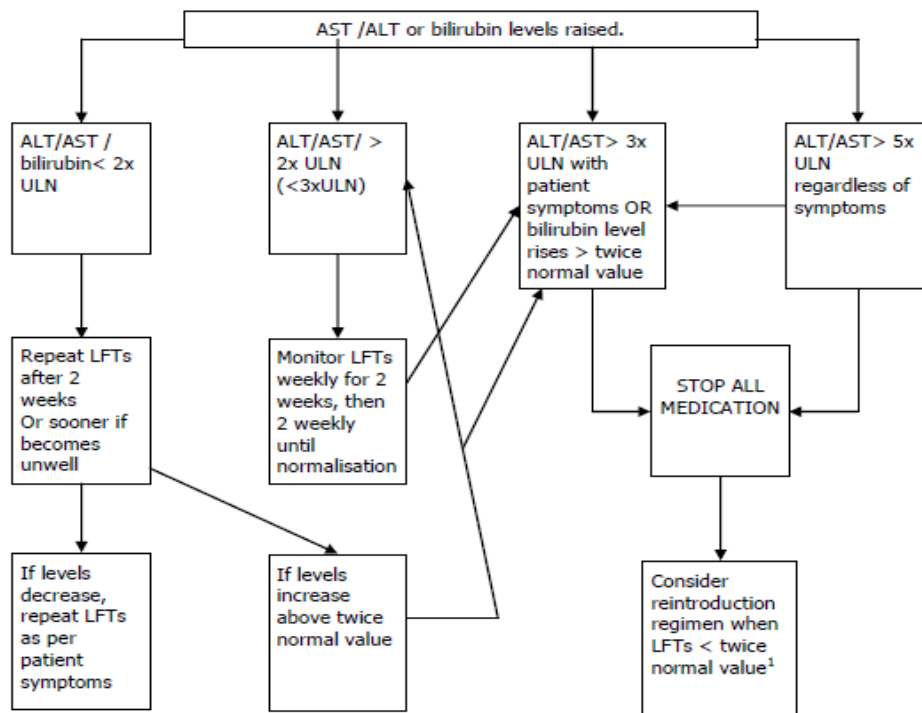 AST /ALT or bilirubin levels raised.
ALT/AST /
bilirubin< 2x
ULN
ALT/AST/ >
2x ULN
(<3xULN)
ALT/AST> 3x
ULN with
patient
symptoms OR
bilirubin level
rises > twice
normal value
ALT/AST> 5x
ULN
regardless of
symptoms
Repeat LFTs
after 2
weeks
Or sooner if
becomes
unwell
Monitor LFTs
weekly for 2
weeks, then
2 weekly
until
normalisation
STOP ALL
MEDICATION
If levels
decrease,
repeat LFTs
as per
patient
symptoms
If levels
increase
above twice
normal value
Consider
reintroduction
regimen when
LFTs < twice
normal value¹